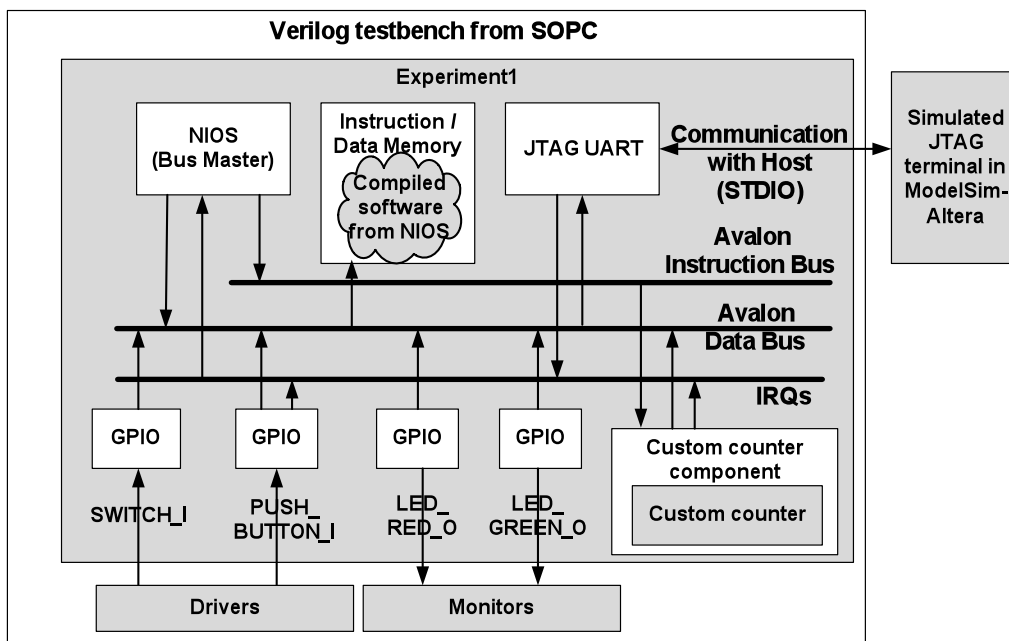 Verilog testbench from SOPC
Experiment1
NIOS
(Bus Master)
Instruction /
Data Memory
Compiled
software
from NIOS
JTAG UART
Communication
with Host
(STDIO)
Simulated
JTAG
terminal in
ModelSim-
Altera
Avalon
Instruction Bus
Avalon
Data Bus
IRQs
GPIO
GPIO
GPIO
GPIO
Custom counter
component
Custom counter
SWITCH_I
PUSH_
BUTTON_I
LED_
RED_O
LED_
GREEN_O
Drivers
Monitors